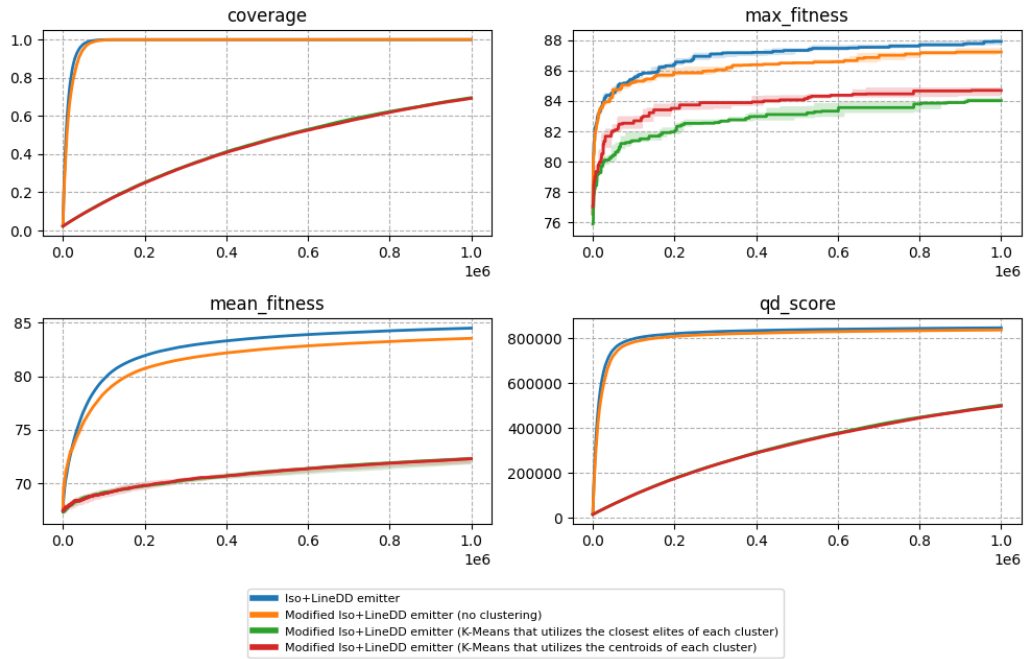 coverage
1.0
0.8
0.6
0.4
0.2
0.0
0.0 0.2 0.4 0.6 0.8 1.0
1e6
max_fitness
88
86
84
82
80
78
76
0.0 0.2 0.4 0.6 0.8 1.0
1e6
mean_fitness
85
80
75
70
0.0 0.2 0.4 0.6 0.8 1.0
1e6
qd_score
800000
600000
400000
200000
0
0.0 0.2 0.4 0.6 0.8 1.0
1e6
Iso+LineDD emitter
Modified Iso+LineDD emitter (no clustering)
Modified Iso+LineDD emitter (K-Means that utilizes the closest elites of each cluster)
Modified Iso+LineDD emitter (K-Means that utilizes the centroids of each cluster)